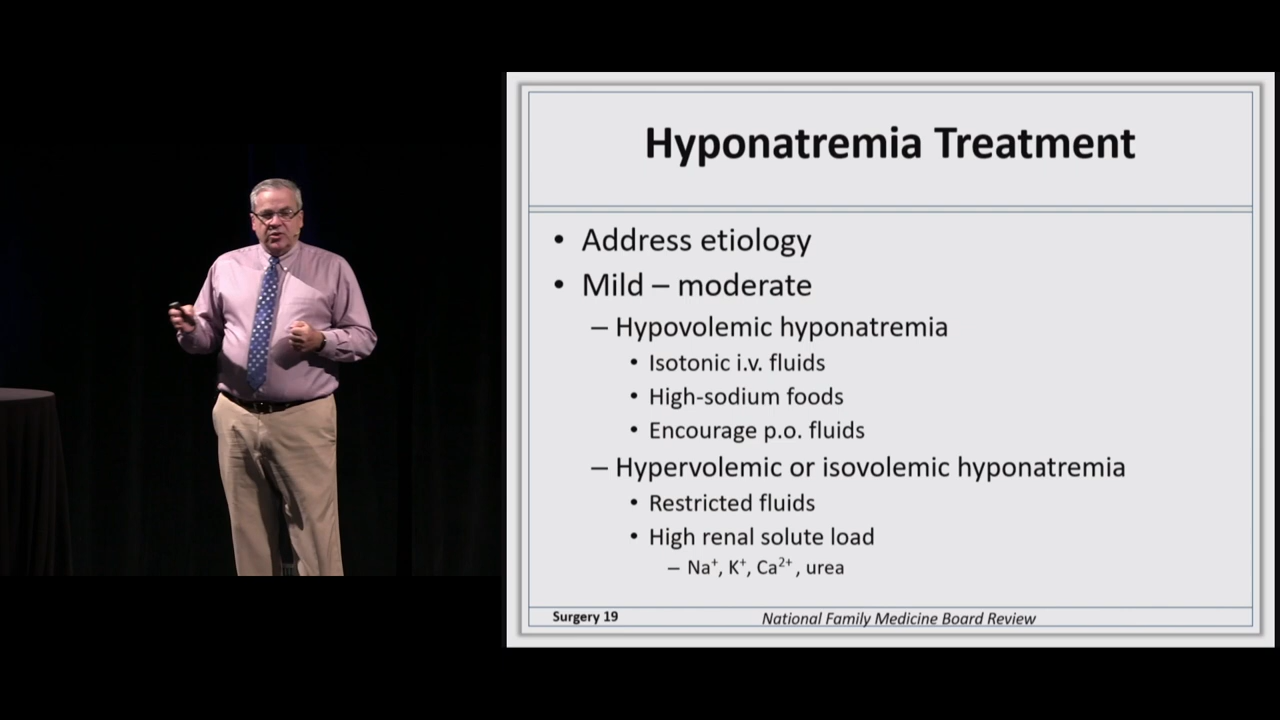 Hyponatremia Treatment
• Address etiology
• Mild – moderate
– Hypovolemic hyponatremia
• Isotonic i.v. fluids
• High-sodium foods
• Encourage p.o. fluids
– Hypervolemic or isovolemic hyponatremia
• Restricted fluids
• High renal solute load
– Na⁺, K⁺, Ca²⁺ , urea
Surgery 19
National Family Medicine Board Review